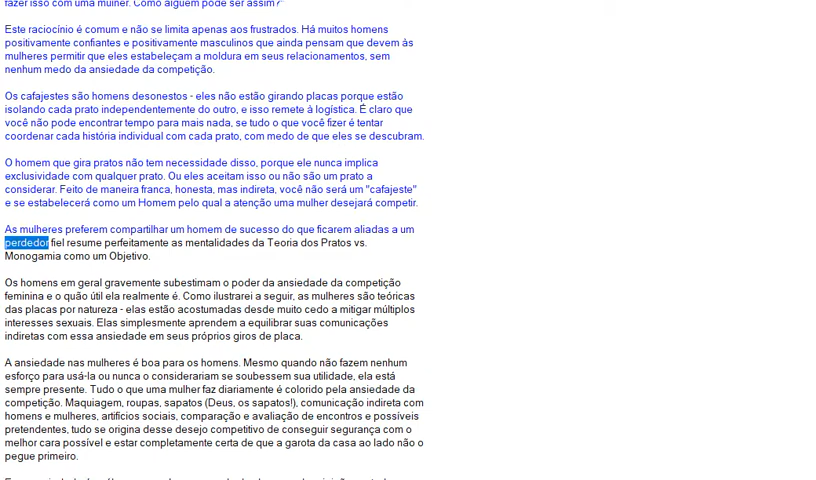 fazer isso com uma mulher. Como alguém pode ser assim?"
Este raciocínio é comum e não se limita apenas aos frustrados. Há muitos homens
positivamente confiantes e positivamente masculinos que ainda pensam que devem às
mulheres permitir que eles estabeleçam a moldura em seus relacionamentos, sem
nenhum medo da ansiedade da competição.
Os cafajestes são homens desonestos - eles não estão girando placas porque estão
isolando cada prato independentemente do outro, e isso remete à logística. É claro que
você não pode encontrar tempo para mais nada, se tudo o que você fizer é tentar
coordenar cada história individual com cada prato, com medo de que eles se descubram.
O homem que gira pratos não tem necessidade disso, porque ele nunca implica
exclusividade com qualquer prato. Ou eles aceitam isso ou não são um prato a
considerar. Feito de maneira franca, honesta, mas indireta, você não será um "cafajeste"
e se estabelecerá como um Homem pelo qual a atenção uma mulher desejará competir.
As mulheres preferem compartilhar um homem de sucesso do que ficarem aliadas a um
perdedor fiel resume perfeitamente as mentalidades da Teoria dos Pratos vs.
Monogamia como um Objetivo.
Os homens em geral gravemente subestimam o poder da ansiedade da competição
feminina e o quão útil ela realmente é. Como ilustrarei a seguir, as mulheres são teóricas
das placas por natureza - elas estão acostumadas desde muito cedo a mitigar múltiplos
interesses sexuais. Elas simplesmente aprendem a equilibrar suas comunicações
indiretas com essa ansiedade em seus próprios giros de placa.
A ansiedade nas mulheres é boa para os homens. Mesmo quando não fazem nenhum
esforço para usá-la ou nunca o considerariam se soubessem sua utilidade, ela está
sempre presente. Tudo o que uma mulher faz diariamente é colorido pela ansiedade da
competição. Maquiagem, roupas, sapatos (Deus, os sapatos!), comunicação indireta com
homens e mulheres, artifícios sociais, comparação e avaliação de encontros e possíveis
pretendentes, tudo se origina desse desejo competitivo de conseguir segurança com o
melhor cara possível e estar completamente certa de que a garota da casa ao lado não o
pegue primeiro.